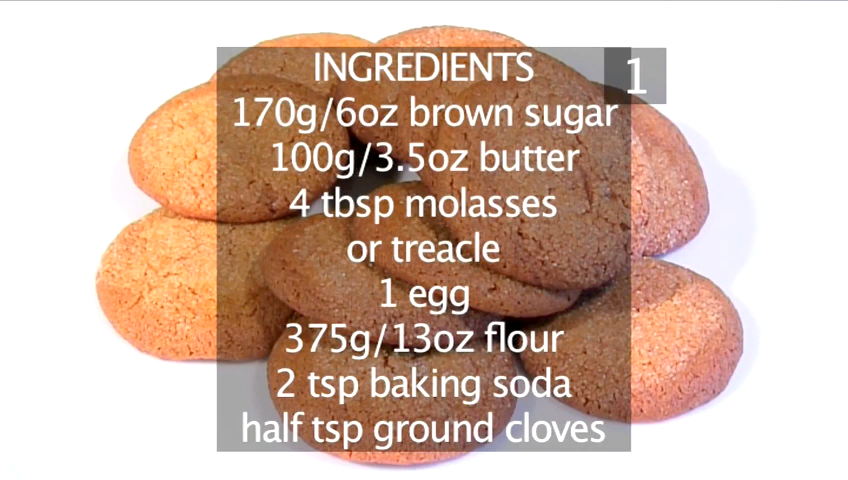 INGREDIENTS
1
170g/6oz brown sugar
100g/3.5oz butter
4 tbsp molasses
or treacle
1 egg
375g/13oz flour
2 tsp baking soda
half tsp ground cloves